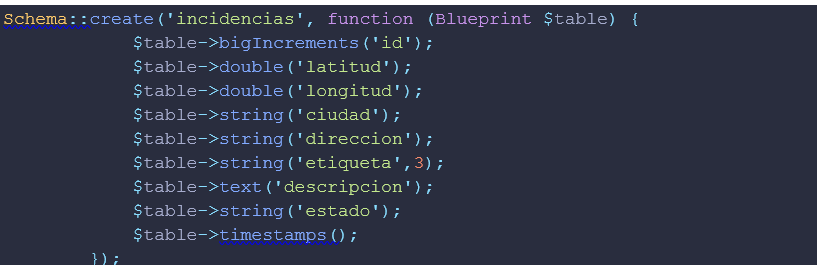 Schema::create('incidencias', function (Blueprint $table) {
$table->bigIncrements('id');
$table->double('latitud');
$table->double('longitud');
$table->string('ciudad');
$table->string('direccion');
$table->string('etiqueta',3);
$table->text('descripcion');
$table->string('estado');
$table->timestamps();
});